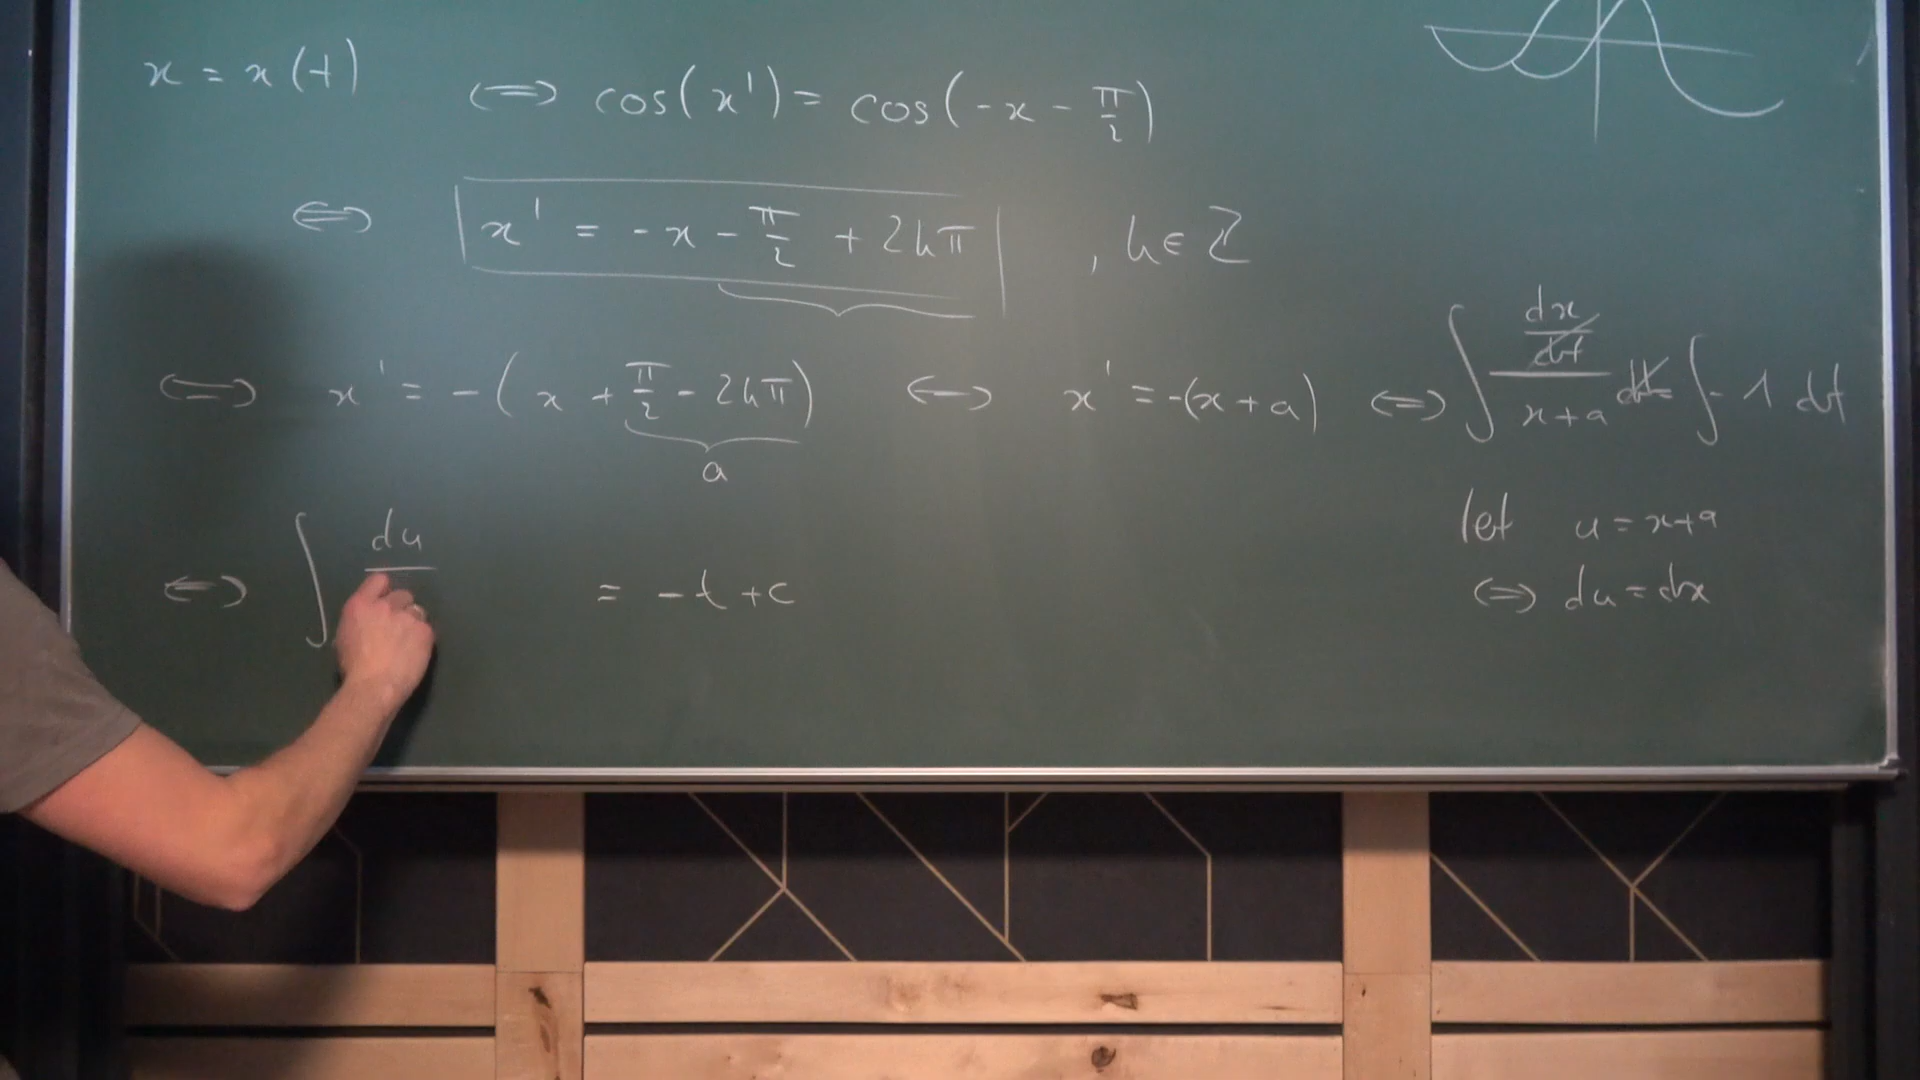 x = x(t)
⟺ cos(x') = cos(-x - π/2)
⟺ x' = -x - π/2 + 2kπ , k ∈ ℤ
⟺ x' = -(x + π/2 - 2kπ) ⟺ x' = -(x + a) ⟺ ∫ (dx/dt)/(x + a) dt = ∫ -1 dt
a
let u = x+a
⟺ ∫ du = -t + c
⟺ du = dx